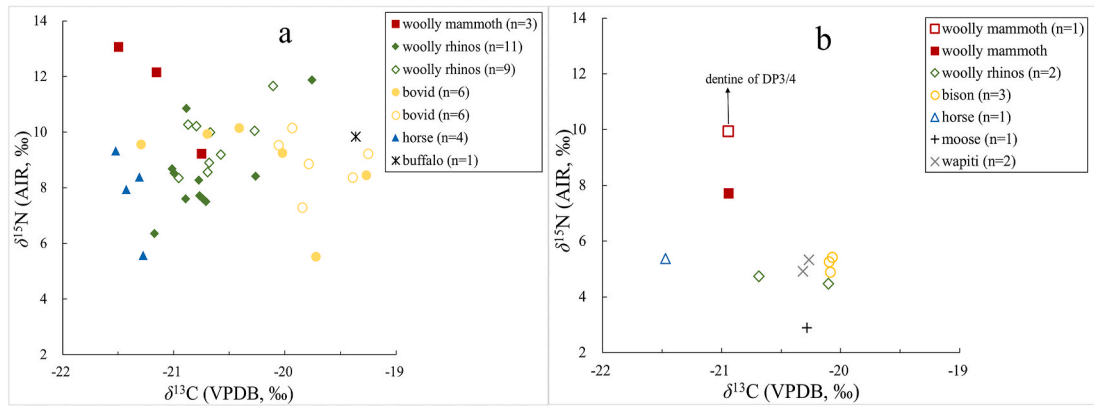 a
woolly mammoth (n=3)
woolly rhinos (n=11)
woolly rhinos (n=9)
bovid (n=6)
bovid (n=6)
horse (n=4)
buffalo (n=1)
14
12
10
8
6
4
2
δ15N (AIR, ‰)
-22
-21
-20
-19
δ13C (VPDB, ‰)
b
woolly mammoth (n=1)
woolly mammoth
woolly rhinos (n=2)
bison (n=3)
horse (n=1)
moose (n=1)
wapiti (n=2)
dentine of DP3/4
14
12
10
8
6
4
2
δ15N (AIR, ‰)
-22
-21
-20
-19
δ13C (VPDB, ‰)